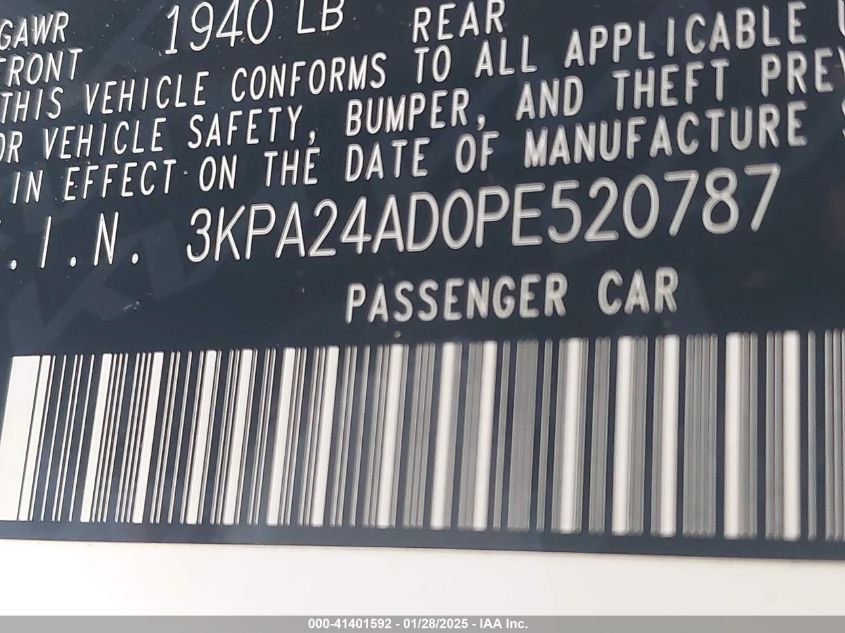 GAWR 1940 LB REAR
FRONT
THIS VEHICLE CONFORMS TO ALL APPLICABLE
OR VEHICLE SAFETY, BUMPER, AND THEFT PREV
IN EFFECT ON THE DATE OF MANUFACTURE
.I.N. 3KPA24AD0PE520787
PASSENGER CAR
000-41401592 - 01/28/2025 - IAA Inc.